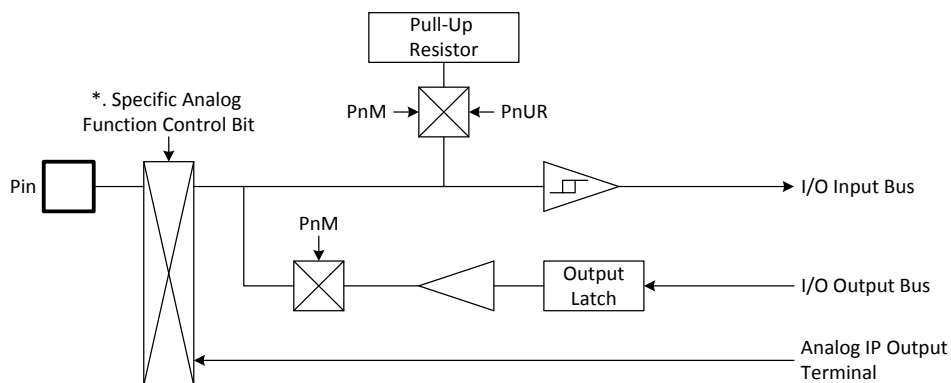 Pull-Up
Resistor
*. Specific Analog
Function Control Bit
PnM
PnUR
Pin
I/O Input Bus
PnM
Output
Latch
I/O Output Bus
Analog IP Output
Terminal